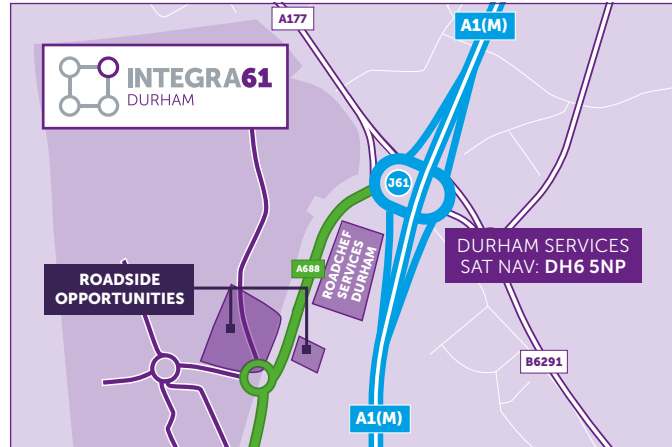 A177
A1(M)
INTEGRA61
DURHAM
J61
DURHAM SERVICES
SAT NAV: DH6 5NP
A688
ROADCHEF
SERVICES
DURHAM
ROADSIDE
OPPORTUNITIES
B6291
A1(M)